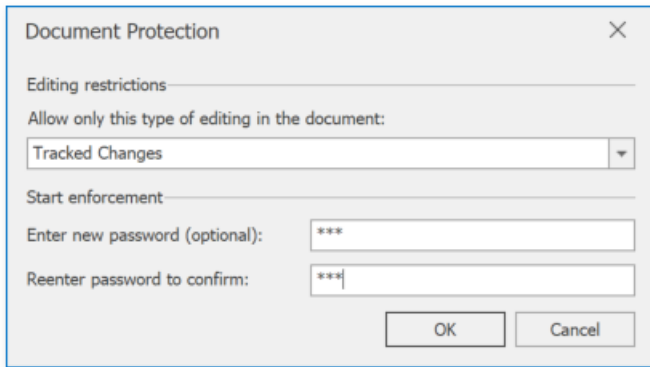 Document Protection
Editing restrictions
Allow only this type of editing in the document:
Tracked Changes
Start enforcement
Enter new password (optional): ***
Reenter password to confirm: ***
OK Cancel